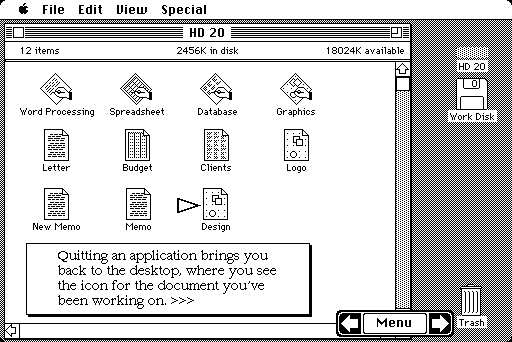 File Edit View Special
HD 20
12 items 2456K in disk 18024K available
Word Processing Spreadsheet Database Graphics
Letter Budget Clients Logo
New Memo Memo Design
Quitting an application brings you
back to the desktop, where you see
the icon for the document you've
been working on. >>>
Menu
HD 20
Work Disk
Trash